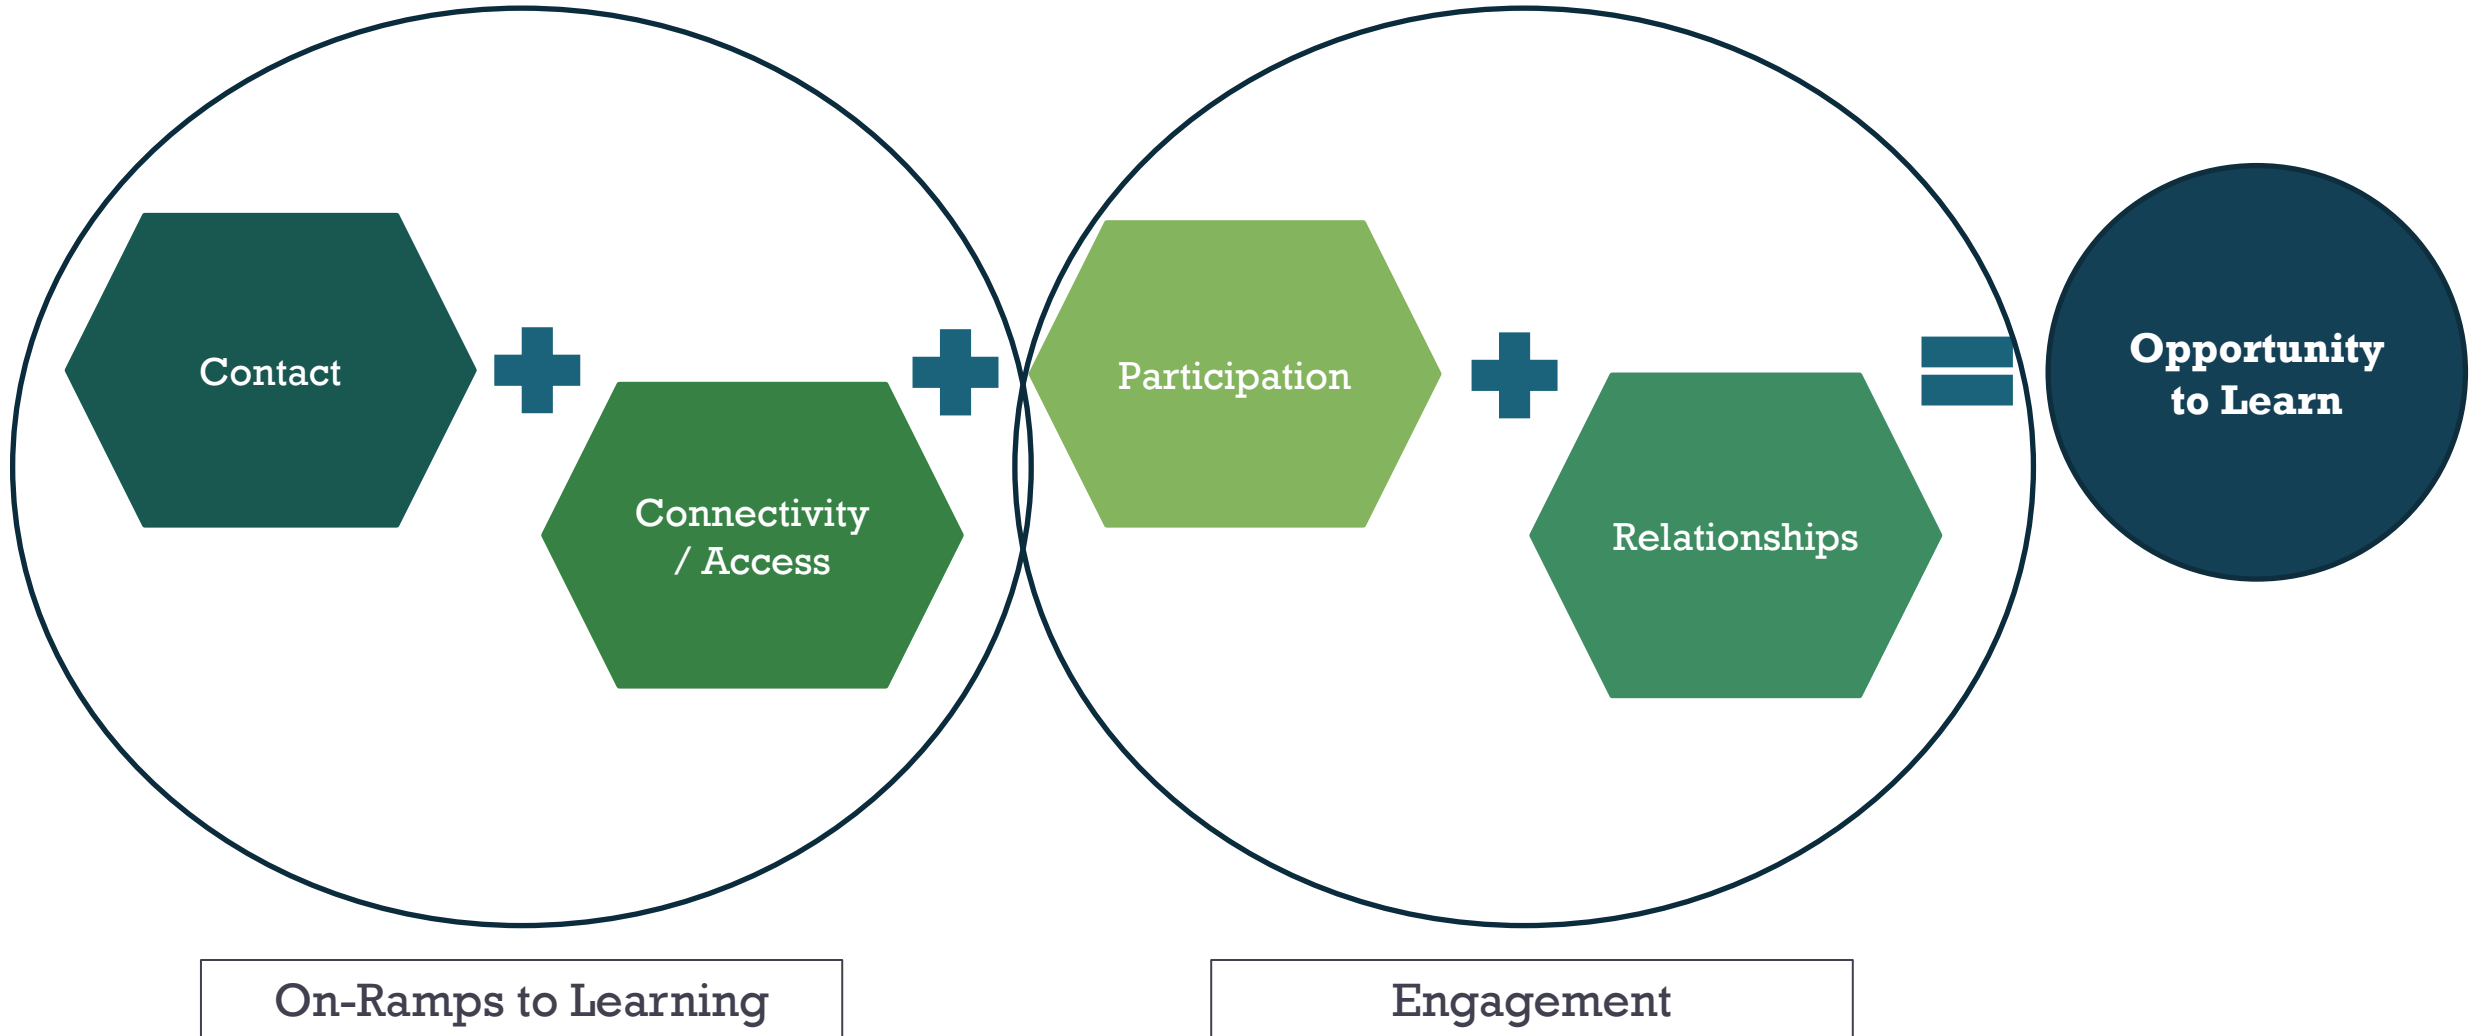 Contact
Connectivity
/ Access
Participation
Relationships
Opportunity
to Learn
On-Ramps to Learning
Engagement